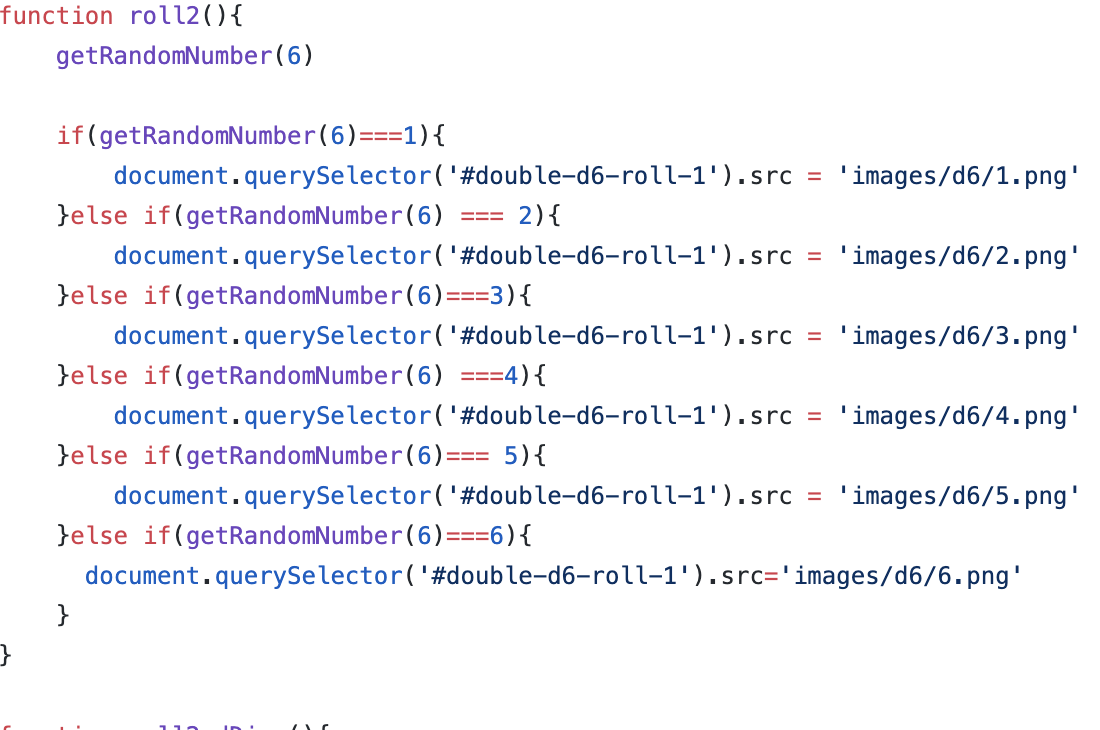 function roll2(){
    getRandomNumber(6)

    if(getRandomNumber(6)===1){
        document.querySelector('#double-d6-roll-1').src = 'images/d6/1.png'
    }else if(getRandomNumber(6) === 2){
        document.querySelector('#double-d6-roll-1').src = 'images/d6/2.png'
    }else if(getRandomNumber(6)===3){
        document.querySelector('#double-d6-roll-1').src = 'images/d6/3.png'
    }else if(getRandomNumber(6) ===4){
        document.querySelector('#double-d6-roll-1').src = 'images/d6/4.png'
    }else if(getRandomNumber(6)=== 5){
        document.querySelector('#double-d6-roll-1').src = 'images/d6/5.png'
    }else if(getRandomNumber(6)===6){
      document.querySelector('#double-d6-roll-1').src='images/d6/6.png'
    }
}